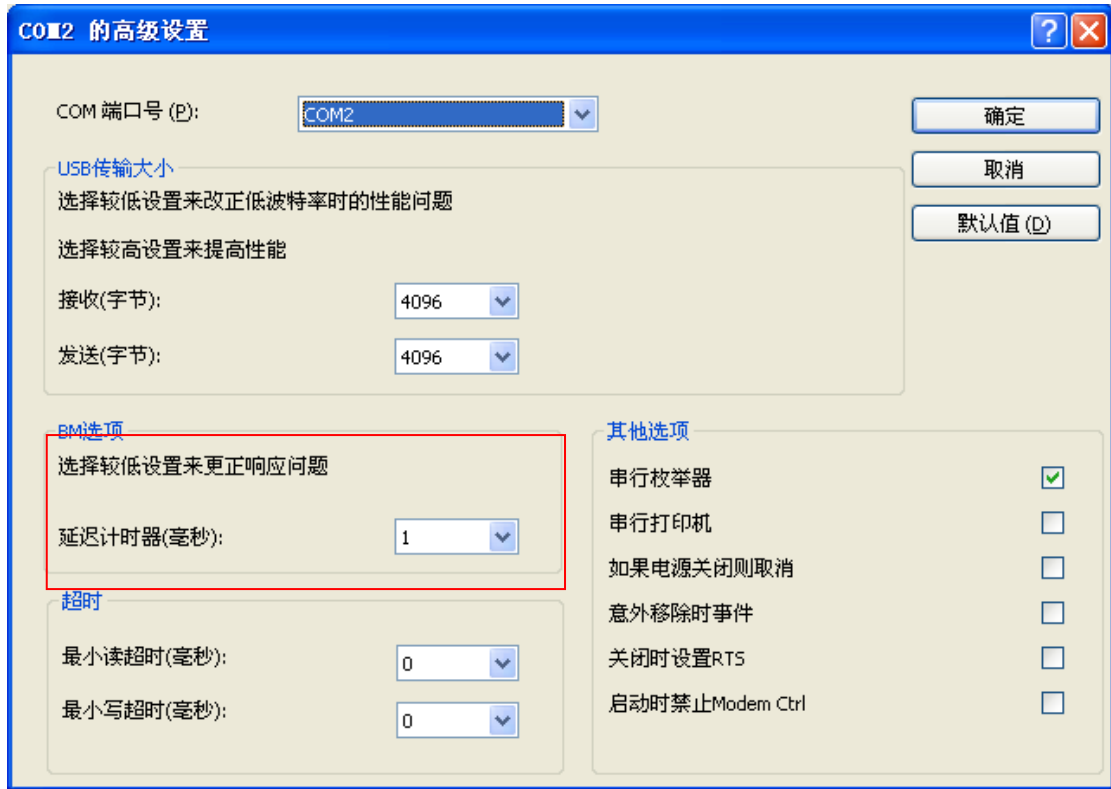 COM2 的高级设置
COM 端口号 (P):
COM2
确定
取消
默认值 (D)
USB传输大小
选择较低设置来改正低波特率时的性能问题
选择较高设置来提高性能
接收(字节):
4096
发送(字节):
4096
BM选项
选择较低设置来更正响应问题
延迟计时器(毫秒):
1
超时
最小读超时(毫秒):
0
最小写超时(毫秒):
0
其他选项
串行枚举器
串行打印机
如果电源关闭则取消
意外移除时事件
关闭时设置RTS
启动时禁止Modem Ctrl